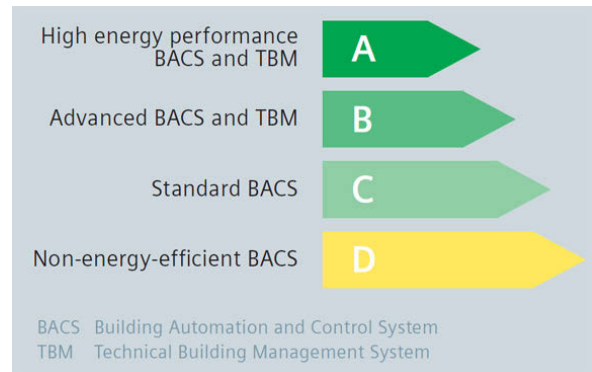 High energy performance
BACS and TBM
A
Advanced BACS and TBM
B
Standard BACS
C
Non-energy-efficient BACS
D
BACS Building Automation and Control System
TBM Technical Building Management System